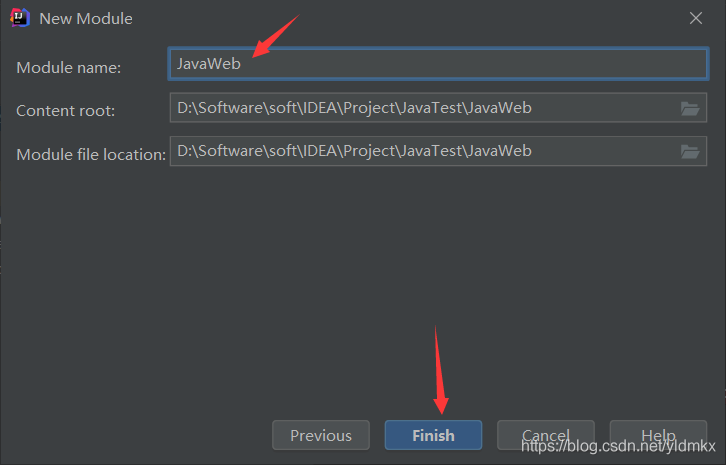 New Module
Module name: JavaWeb
Content root: D:\Software\soft\IDEA\Project\JavaTest\JavaWeb
Module file location: D:\Software\soft\IDEA\Project\JavaTest\JavaWeb
Previous Finish Cancel Help
https://blog.csdn.net/yldmkx